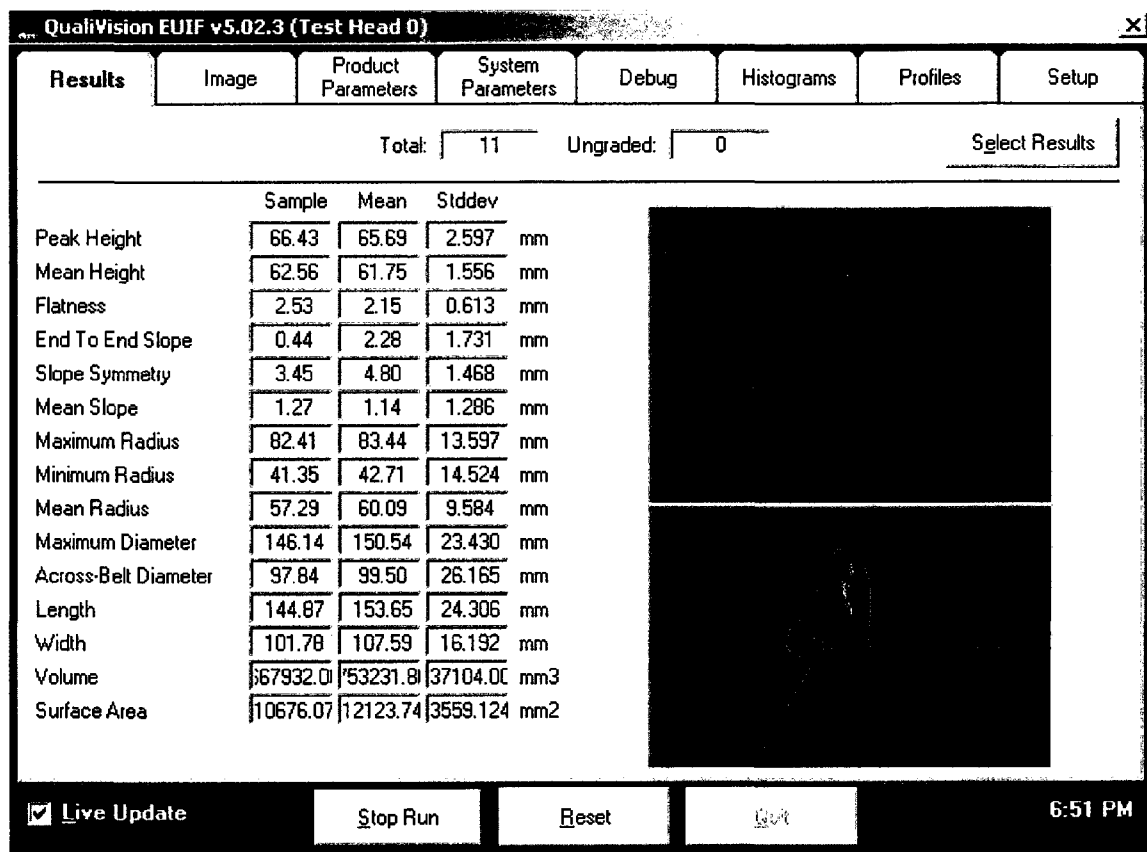 QualiVision EUIF v5.02.3 (Test Head 0)
Results Image Product Parameters System Parameters Debug Histograms Profiles Setup
Total: 11 Ungraded: 0 Select Results
Sample Mean Stddev
Peak Height 66.43 65.69 2.597 mm
Mean Height 62.56 61.75 1.556 mm
Flatness 2.53 2.15 0.613 mm
End To End Slope 0.44 2.28 1.731 mm
Slope Symmetry 3.45 4.80 1.468 mm
Mean Slope 1.27 1.14 1.286 mm
Maximum Radius 82.41 83.44 13.597 mm
Minimum Radius 41.35 42.71 14.524 mm
Mean Radius 57.29 60.09 9.584 mm
Maximum Diameter 146.14 150.54 23.430 mm
Across-Belt Diameter 97.84 99.50 26.165 mm
Length 144.87 153.65 24.306 mm
Width 101.78 107.59 16.192 mm
Volume mm3
Surface Area 10676.07 12123.74 3559.124 mm2
Live Update Stop Run Reset Quit 6:51 PM